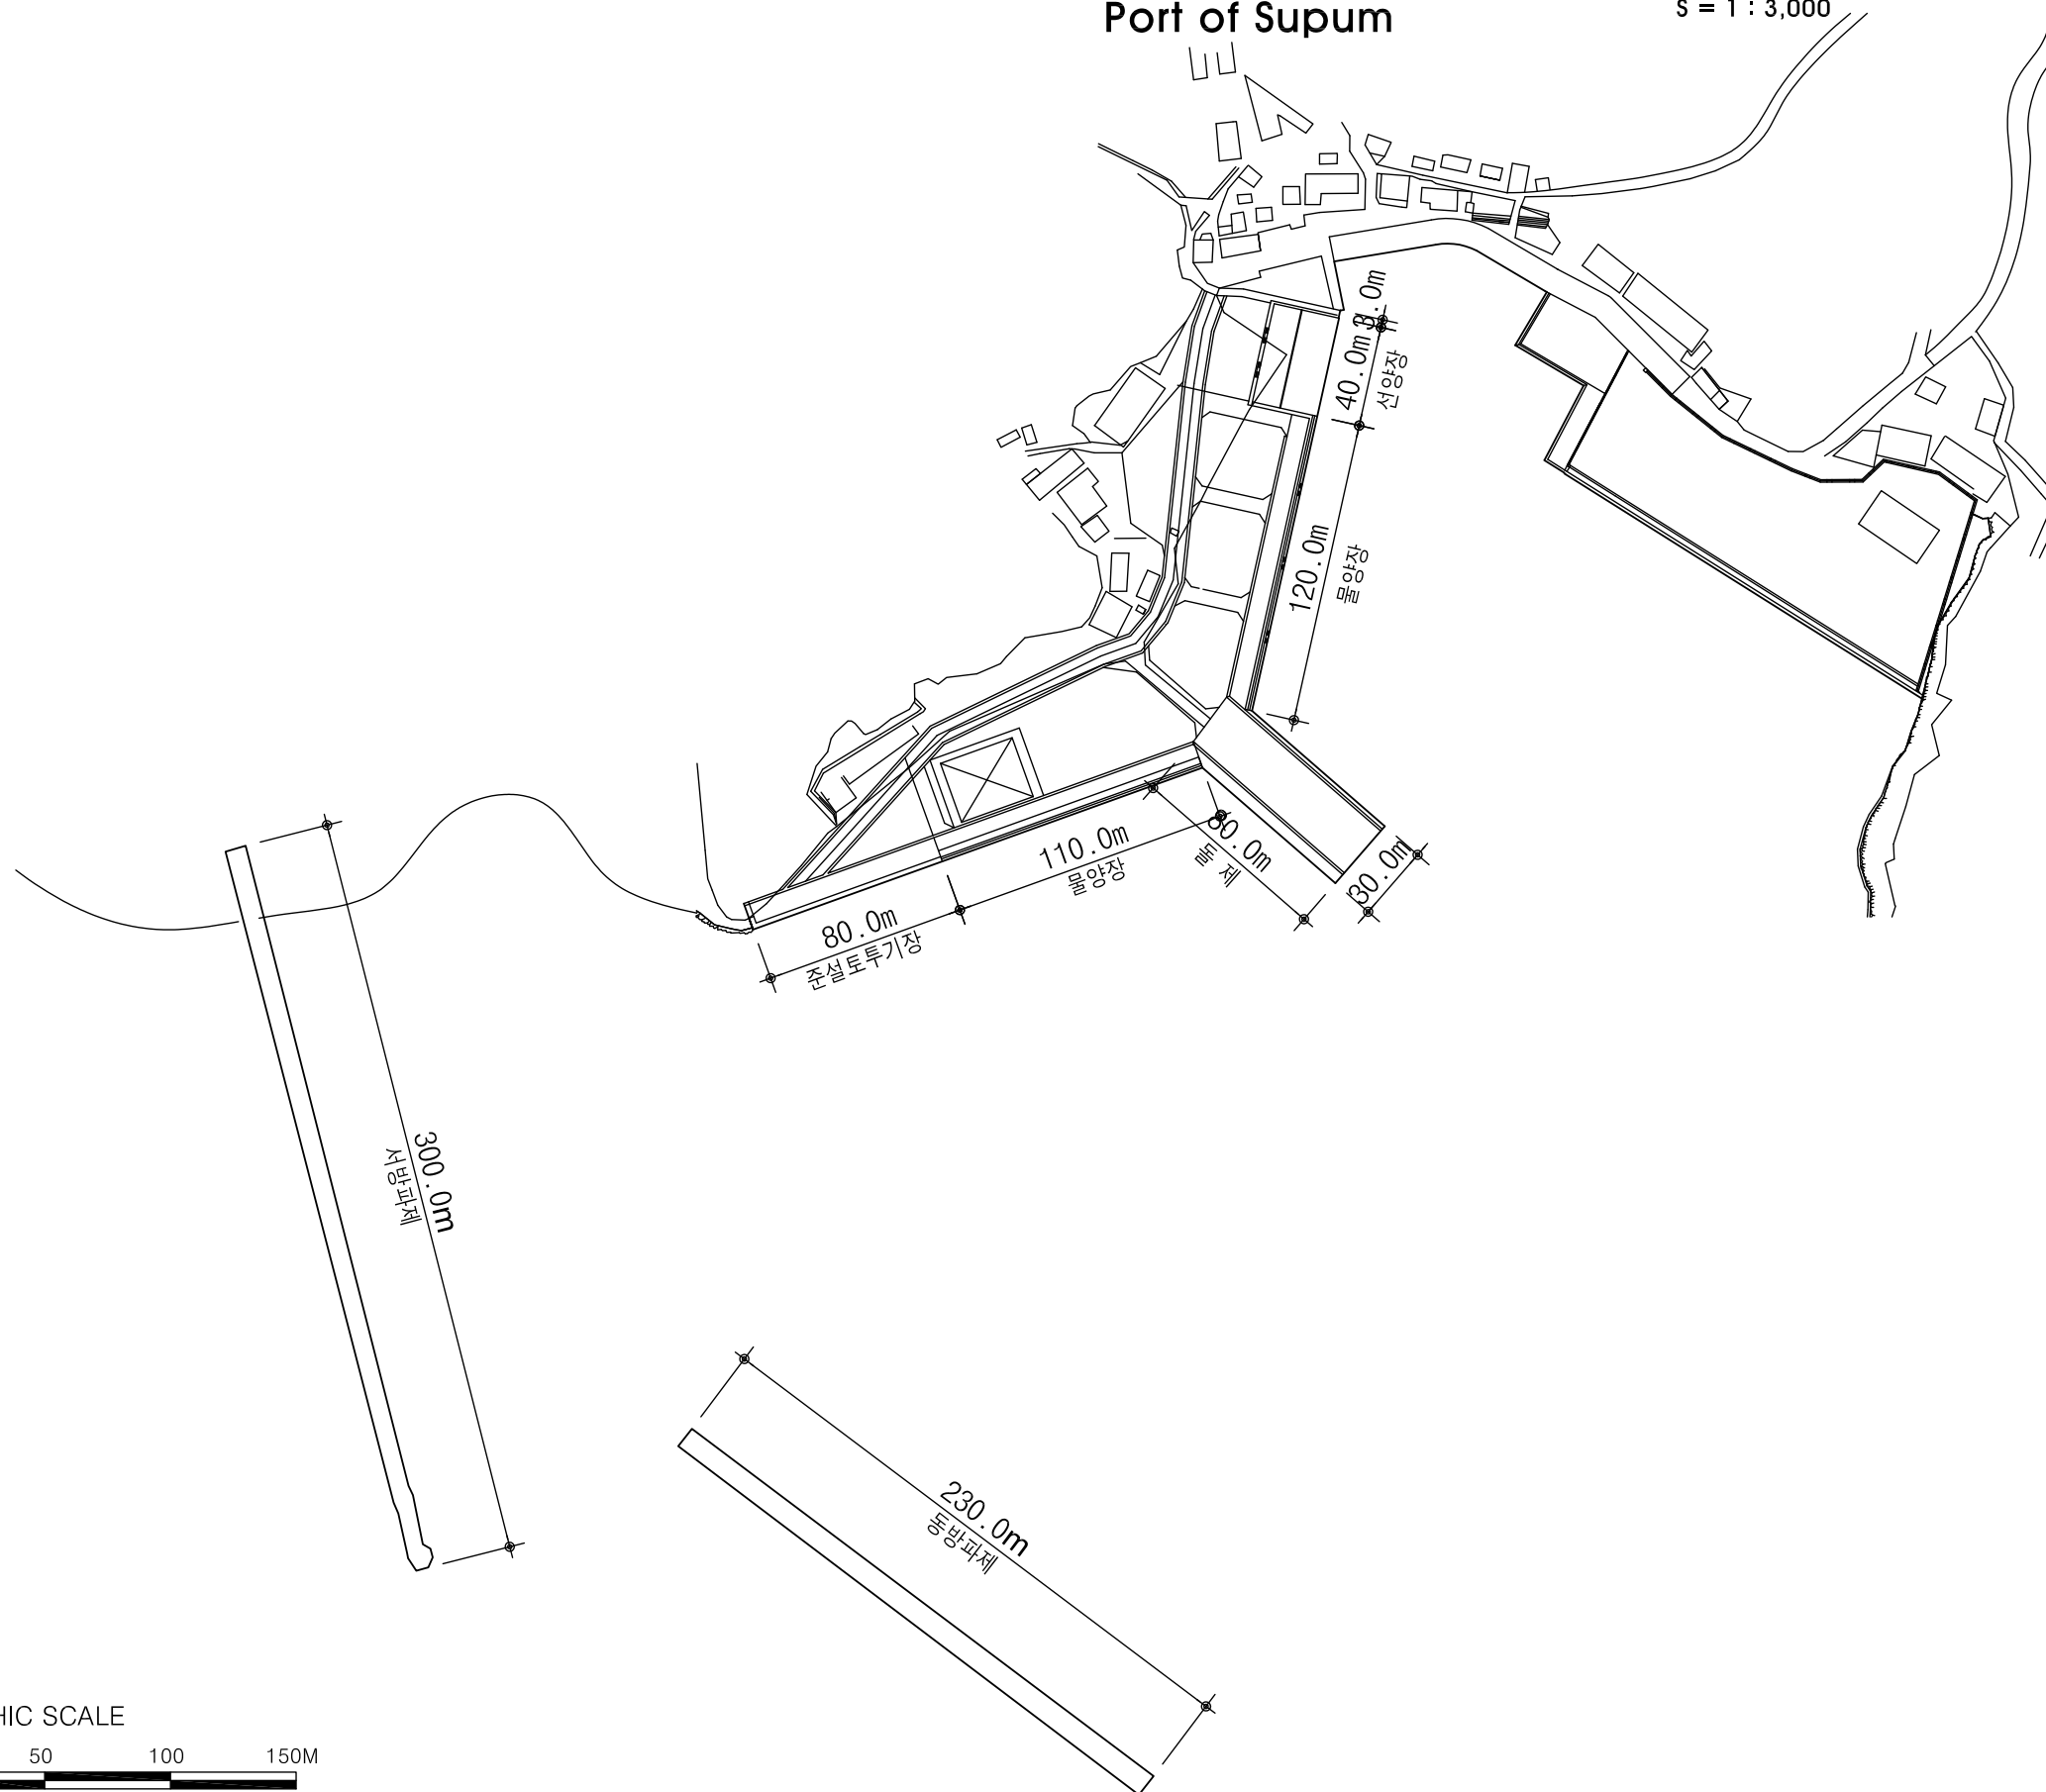 Port of Supum
S = 1 : 3,000
40.0m
선양장
120.0m
물양장
110.0m
물양장
돌 제
30.0m
80.0m
준설토투기장
300.0m
서방파제
230.0m
동방파제
SCALE
50 100 150M